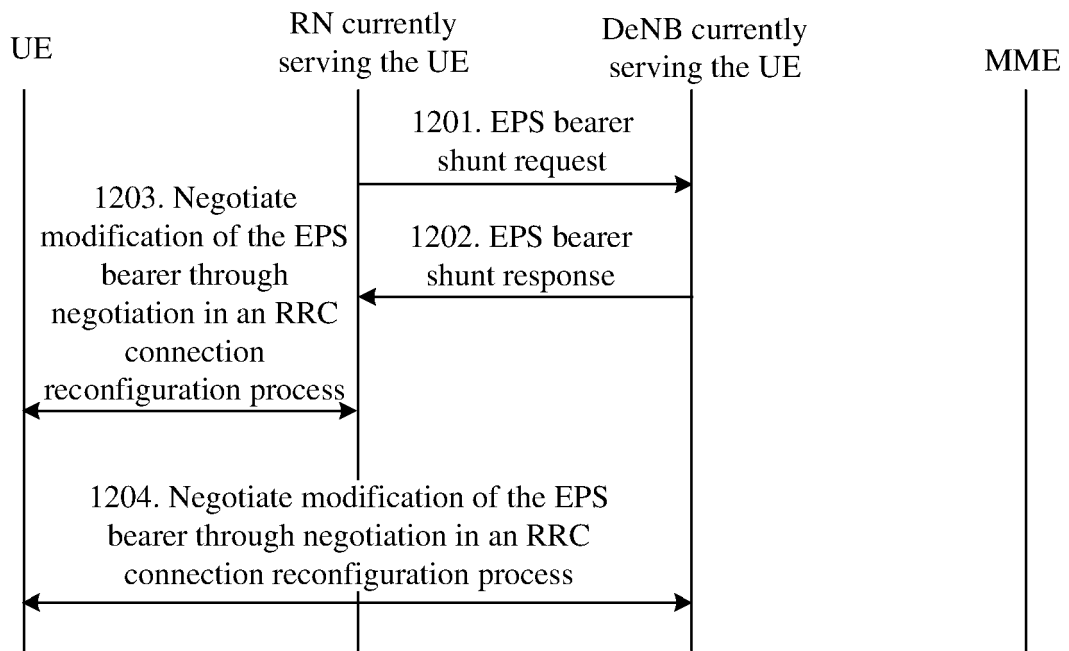 UE
RN currently
serving the UE
DeNB currently
serving the UE
MME
1201. EPS bearer
shunt request
1203. Negotiate
modification of the EPS
bearer through
negotiation in an RRC
connection
reconfiguration process
1202. EPS bearer
shunt response
1204. Negotiate modification of the EPS
bearer through negotiation in an RRC
connection reconfiguration process